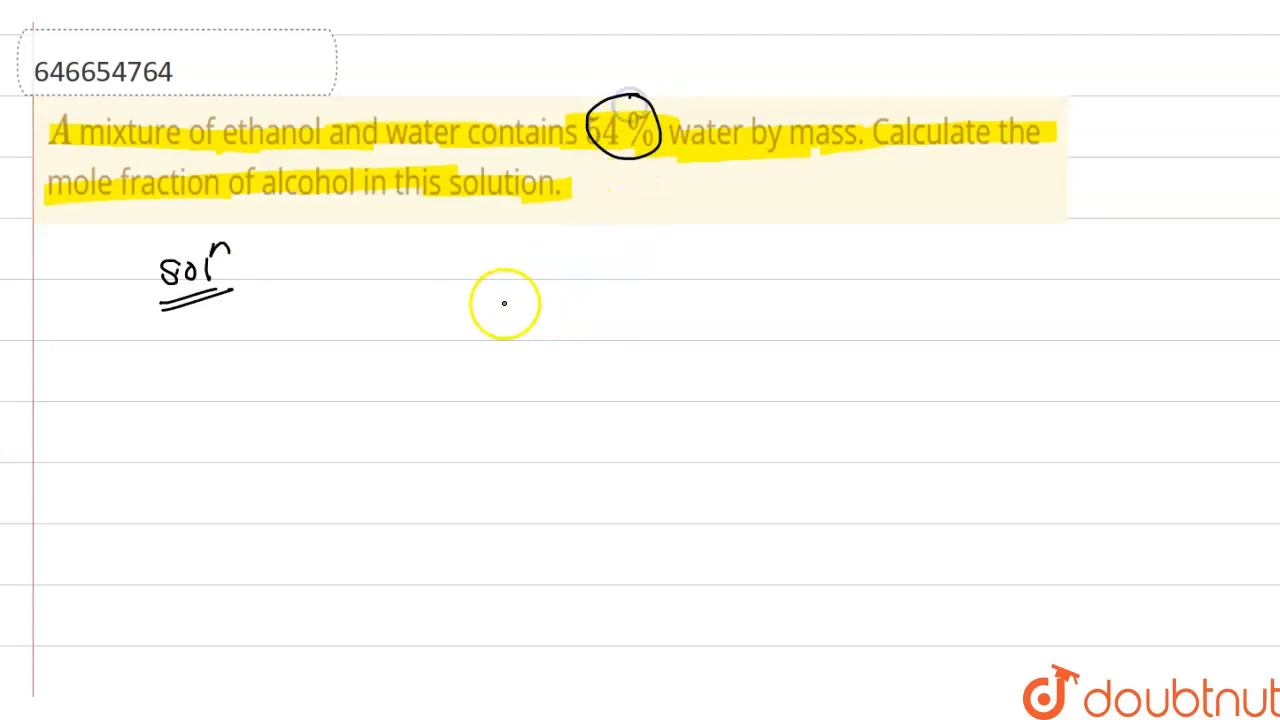 646654764
A mixture of ethanol and water contains 54 % water by mass. Calculate the
mole fraction of alcohol in this solution.
solⁿ
doubtnut